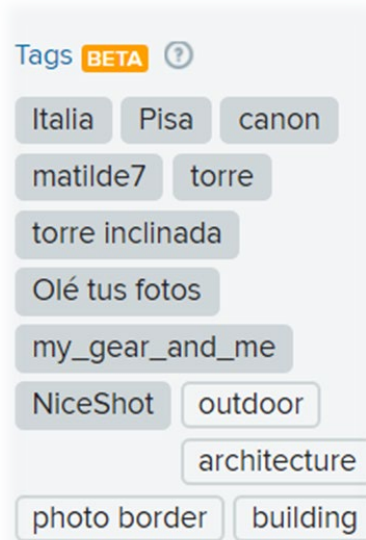 Tags BETA ?
Italia Pisa canon
matilde7 torre
torre inclinada
Olé tus fotos
my_gear_and_me
NiceShot outdoor
architecture
photo border building